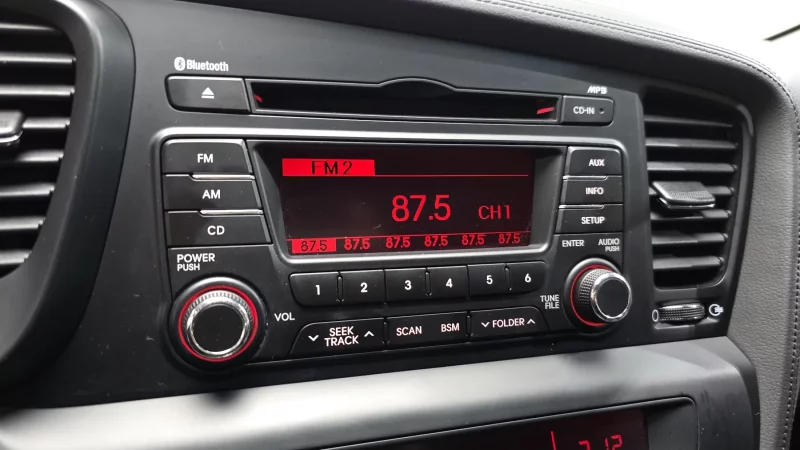 Bluetooth
MP3
CD-IN
FM
AM
CD
FM2
87.5 CH1
87.5 87.5 87.5 87.5 87.5 87.5
AUX
INFO
SETUP
ENTER
AUDIO
PUSH
POWER
PUSH
VOL
1 2 3 4 5 6
SEEK
TRACK
SCAN BSM
FOLDER
TUNE
FILE
7:12